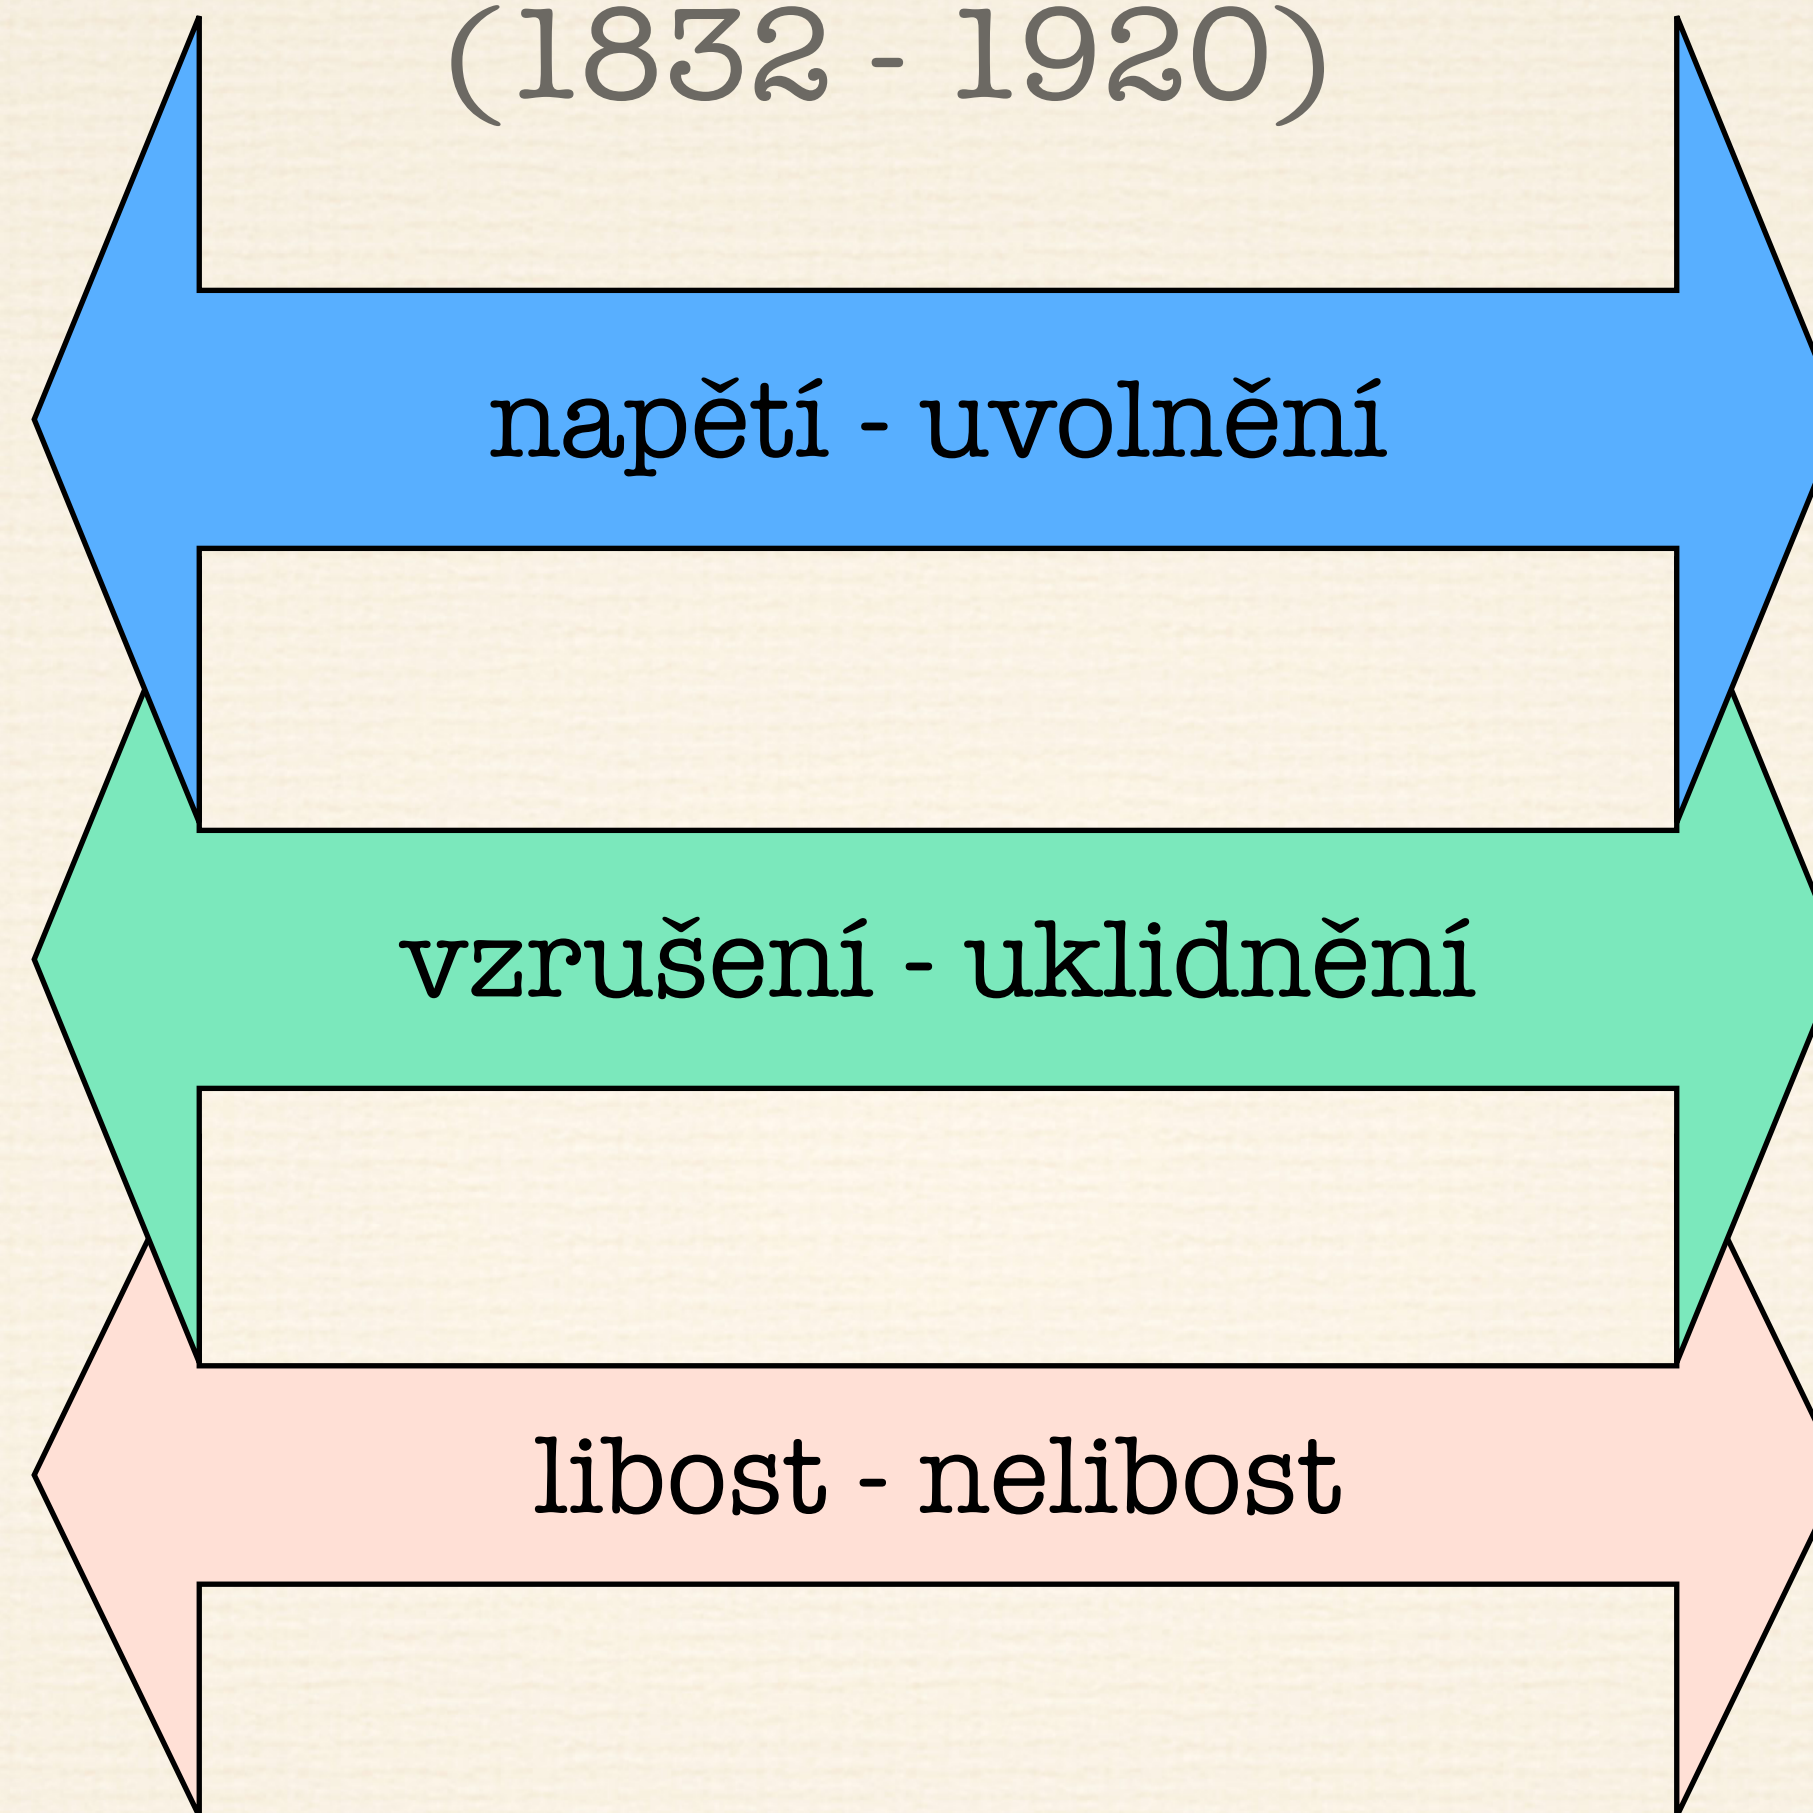 (1832 - 1920)
napětí - uvolnění
vzrušení - uklidnění
libost - nelibost